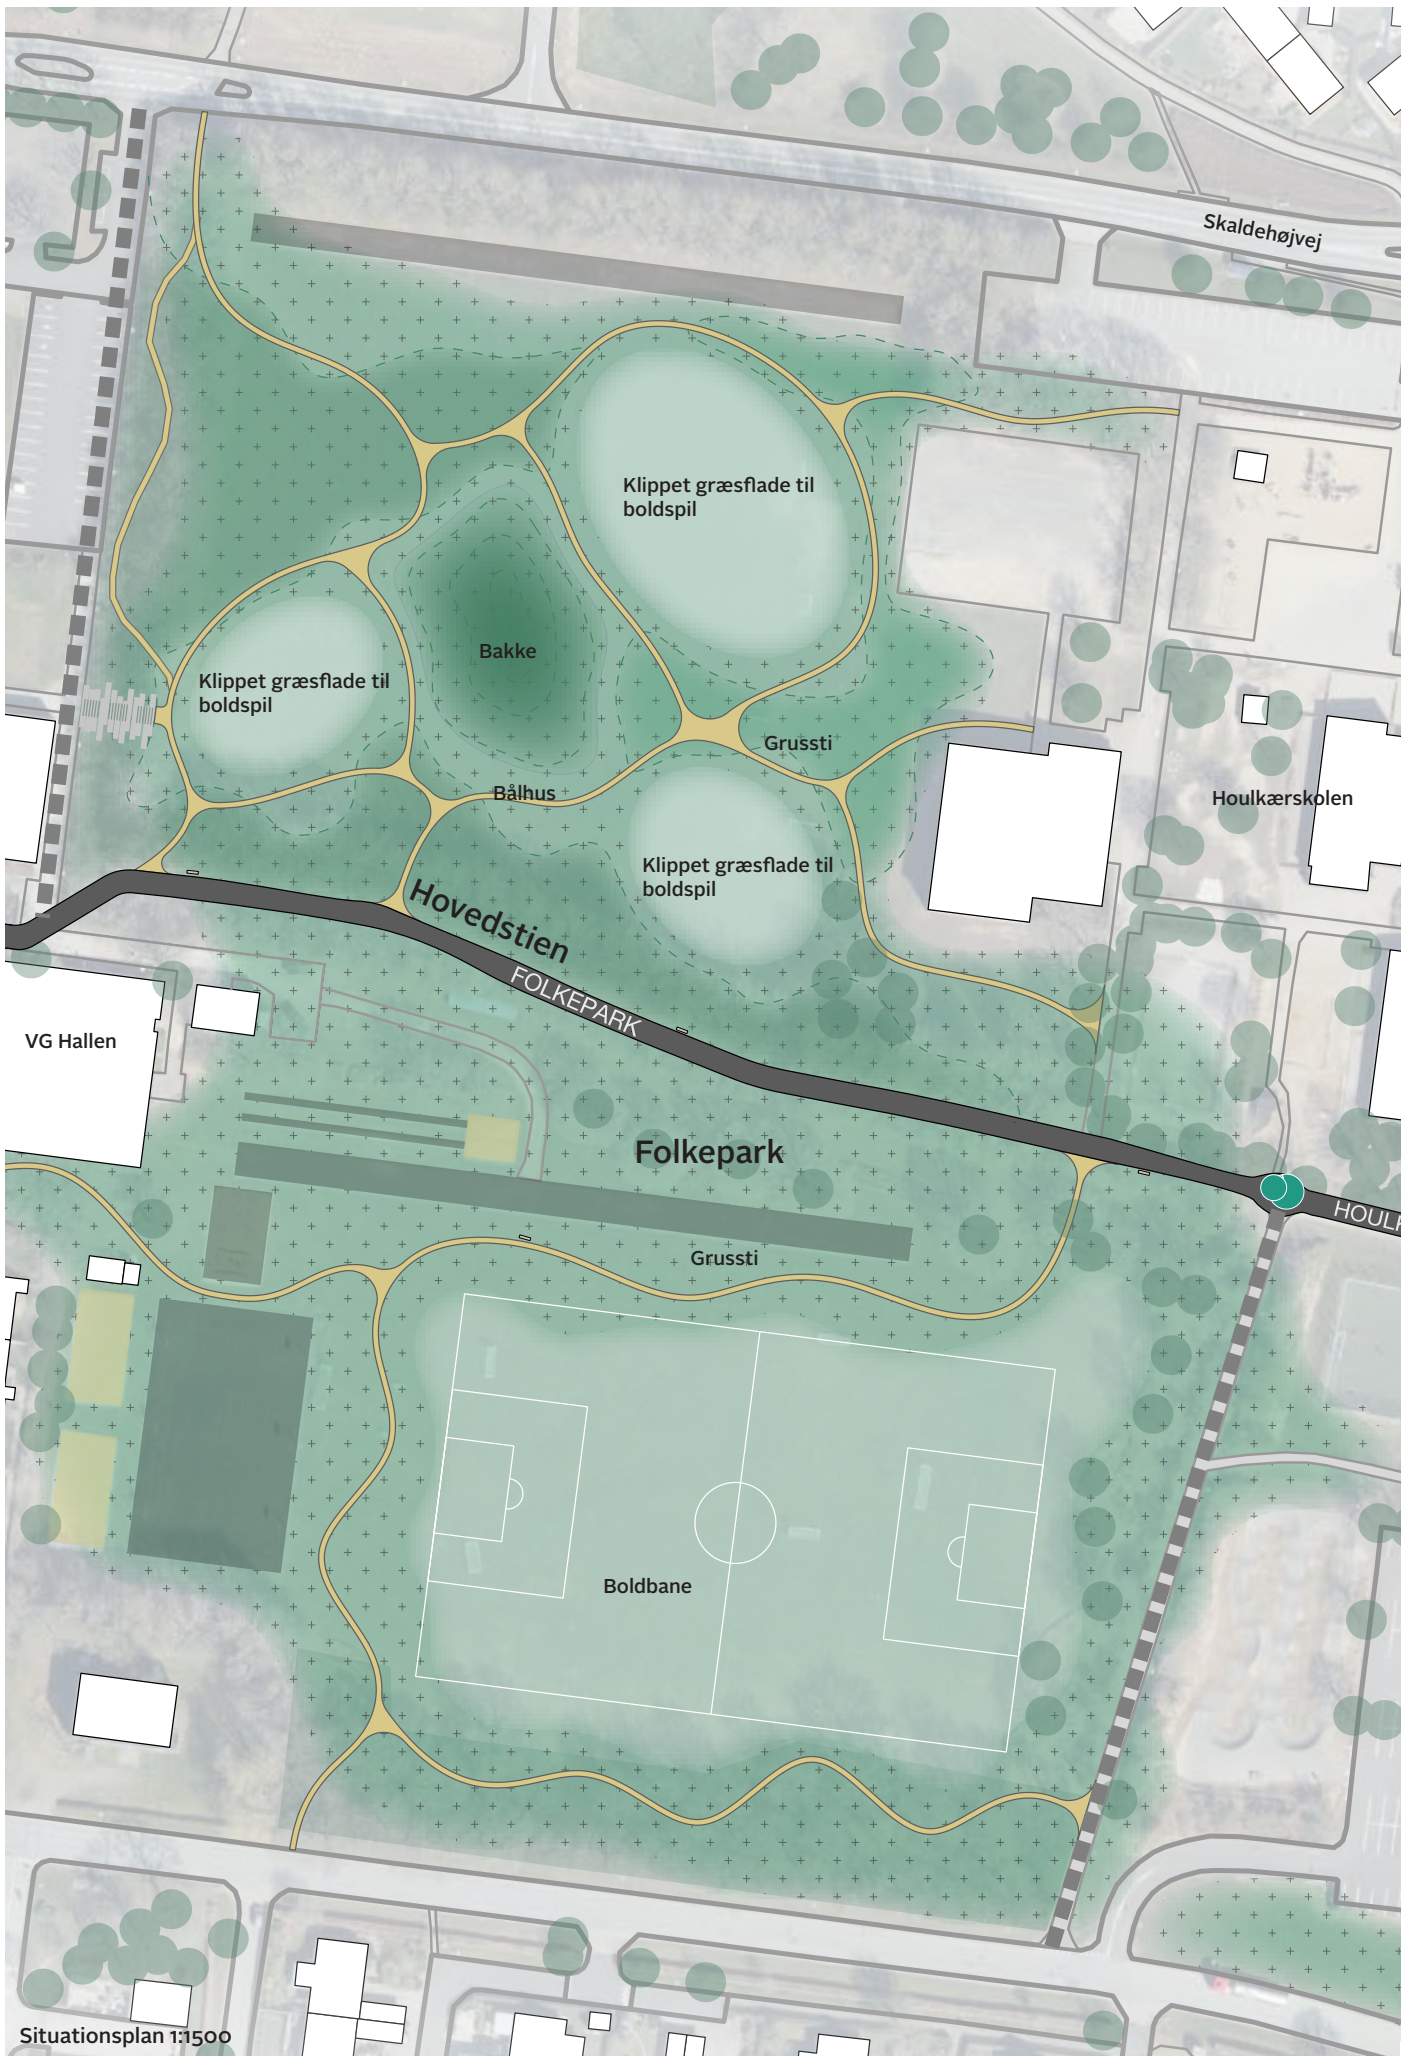 Skaldehøjvej
Klippet græsflade til
boldspil
Bakke
Klippet græsflade til
boldspil
Grussti
Bålhus
Houlkærskolen
Klippet græsflade til
boldspil
Hovedstien
FOLKEPARK
VG Hallen
Folkepark
HOULK
Grussti
Boldbane
Situationsplan 1:1500